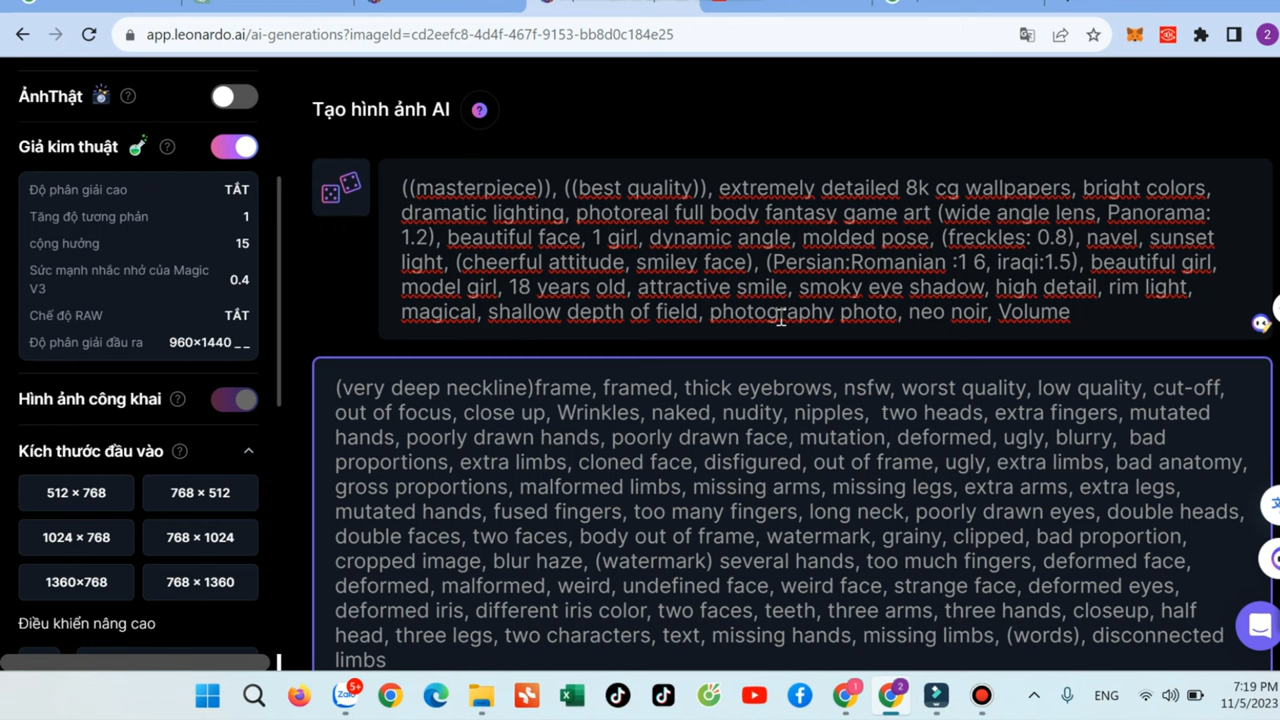 app.leonardo.ai/ai-generations?imageId=cd2eefc8-4d4f-467f-9153-bb8d0c184e25
2
ẢnhThật
Giả kim thuật
Độ phân giải cao TẮT
Tăng độ tương phản 1
cộng hưởng 15
Sức mạnh nhắc nhở của Magic
V3 0.4
Chế độ RAW TẮT
Độ phân giải đầu ra 960×1440 _ _
Hình ảnh công khai
Kích thước đầu vào
512 × 768 768 × 512
1024 × 768 768 × 1024
1360×768 768 × 1360
Điều khiển nâng cao
Tạo hình ảnh AI
((masterpiece)), ((best quality)), extremely detailed 8k cg wallpapers, bright colors,
dramatic lighting, photoreal full body fantasy game art (wide angle lens, Panorama:
1.2), beautiful face, 1 girl, dynamic angle, molded pose, (freckles: 0.8), navel, sunset
light, (cheerful attitude, smiley face), (Persian:Romanian :1 6, iraqi:1.5), beautiful girl,
model girl, 18 years old, attractive smile, smoky eye shadow, high detail, rim light,
magical, shallow depth of field, photography photo, neo noir, Volume
(very deep neckline)frame, framed, thick eyebrows, nsfw, worst quality, low quality, cut-off,
out of focus, close up, Wrinkles, naked, nudity, nipples,  two heads, extra fingers, mutated
hands, poorly drawn hands, poorly drawn face, mutation, deformed, ugly, blurry,  bad
proportions, extra limbs, cloned face, disfigured, out of frame, ugly, extra limbs, bad anatomy,
gross proportions, malformed limbs, missing arms, missing legs, extra arms, extra legs,
mutated hands, fused fingers, too many fingers, long neck, poorly drawn eyes, double heads,
double faces, two faces, body out of frame, watermark, grainy, clipped, bad proportion,
cropped image, blur haze, (watermark) several hands, too much fingers, deformed face,
deformed, malformed, weird, undefined face, weird face, strange face, deformed eyes,
deformed iris, different iris color, two faces, teeth, three arms, three hands, closeup, half
head, three legs, two characters, text, missing hands, missing limbs, (words), disconnected
limbs
Zalo 5+ 1 2 ENG 7:19 PM
11/5/2023